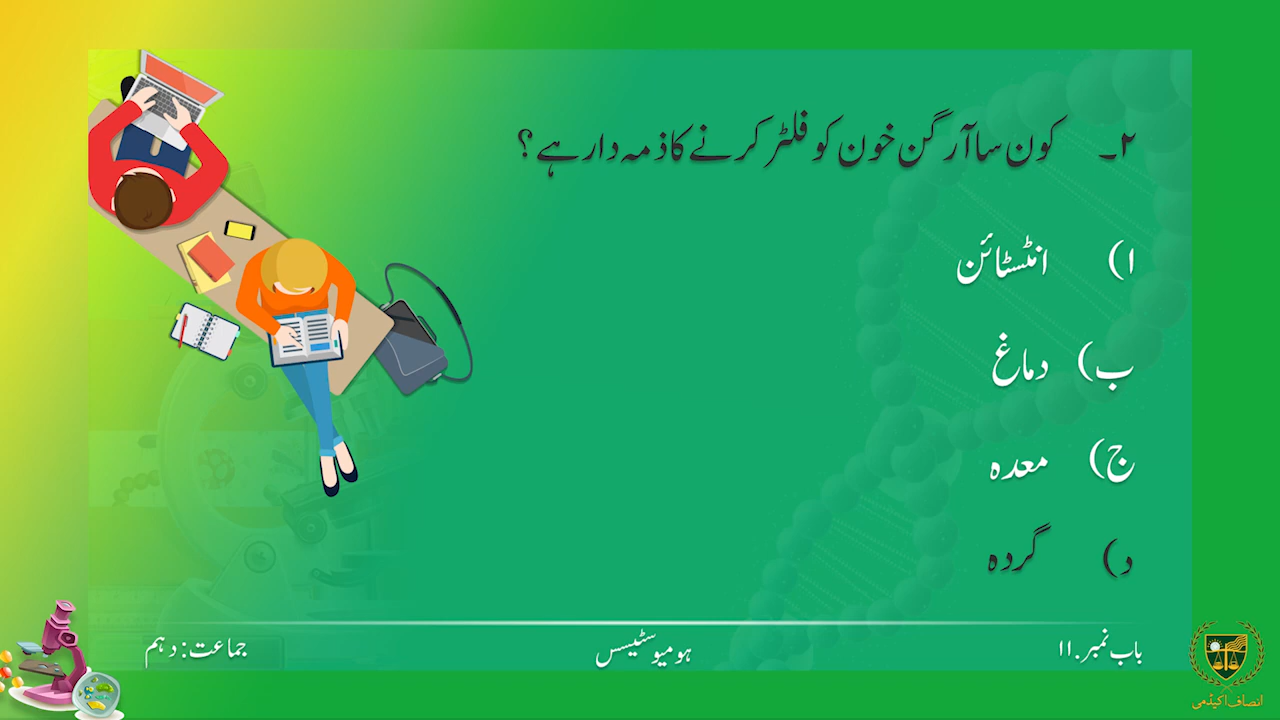 ۲۔ کون سا آرگن خون کو فلٹر کرنے کا ذمہ دار ہے ؟
ا) انٹسٹائن
ب) دماغ
ج) معدہ
د) گردہ
باب نمبر.۱۱
ہومیوسٹیسس
جماعت: دہم
انصاف اکیڈمی